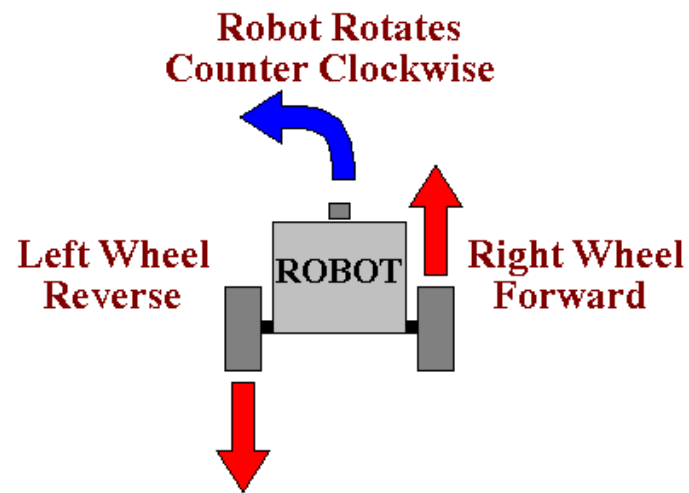 Robot Rotates
Counter Clockwise
Left Wheel
Reverse
ROBOT
Right Wheel
Forward